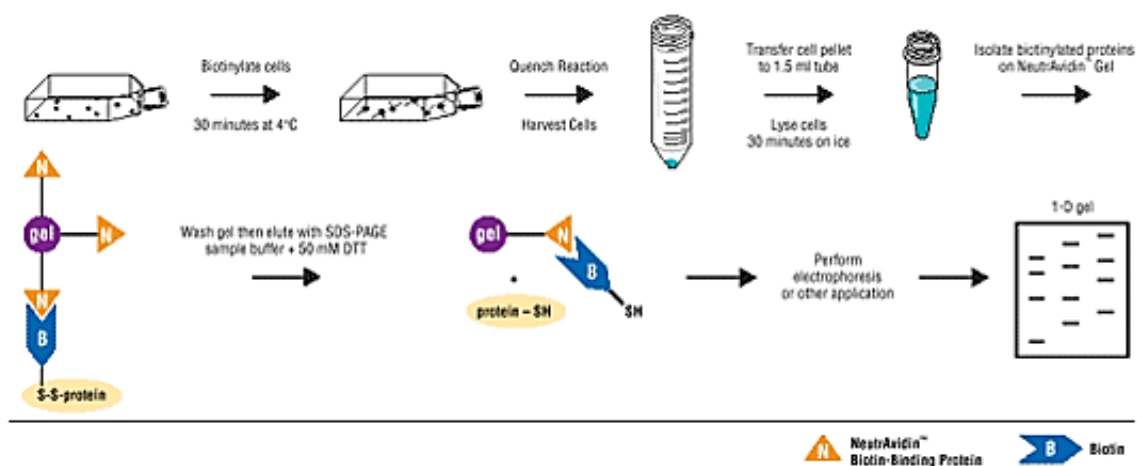 Biotinylate cells
30 minutes at 4°C
Quench Reaction
Harvest Cells
Transfer cell pellet
to 1.5 ml tube
Lyse cells
30 minutes on ice
Isolate biotinylated proteins
on NeutrAvidin™ Gel
N
gel
N
N
B
S-S-protein
Wash gel then elute with SDS-PAGE
sample buffer + 50 mM DTT
gel
N
B
SH
protein – SH
Perform
electrophoresis
or other application
1-D gel
N
NeutrAvidin™
Biotin-Binding Protein
B
Biotin